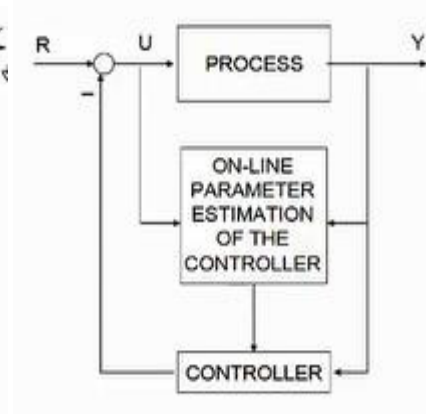 R
U
PROCESS
Y
−
ON-LINE
PARAMETER
ESTIMATION
OF THE
CONTROLLER
CONTROLLER